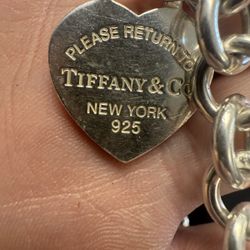 PLEASE RETURN TO
TIFFANY & Co
NEW YORK
925